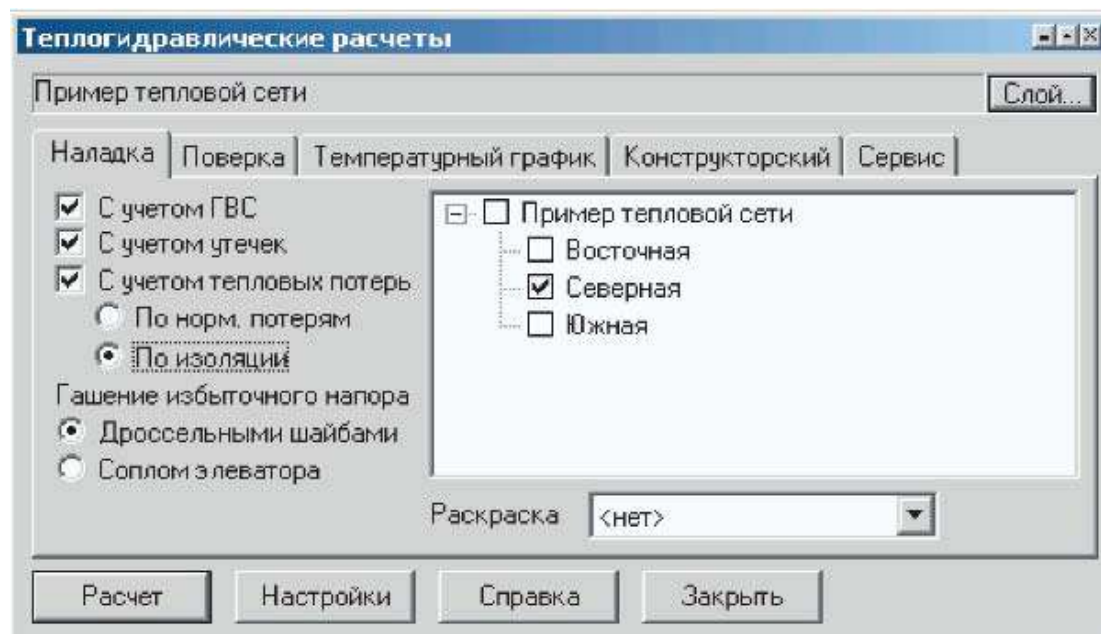 Теплогидравлические расчеты
Пример тепловой сети
Слой...
Наладка Поверка Температурный график Конструкторский Сервис
С учетом ГВС
С учетом утечек
С учетом тепловых потерь
По норм. потерям
По изоляции
Гашение избыточного напора
Дроссельными шайбами
Соплом элеватора
Пример тепловой сети
Восточная
Северная
Южная
Раскраска <нет>
Расчет Настройки Справка Закрыть